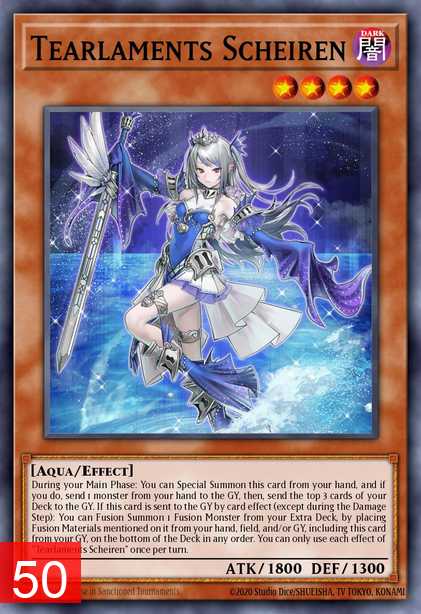 Tearlaments Scheiren
DARK
闇
[Aqua/Effect]
During your Main Phase: You can Special Summon this card from your hand, and if
you do, send 1 monster from your hand to the GY, then, send the top 3 cards of your
Deck to the GY. If this card is sent to the GY by card effect (except during the Damage
Step): You can Fusion Summon 1 Fusion Monster from your Extra Deck, by placing
Fusion Materials mentioned on it from your hand, field, and/or GY, including this card
from your GY, on the bottom of the Deck in any order. You can only use each effect of
"Tearlaments Scheiren" once per turn.
ATK/1800 DEF/1300
50
in Sanctioned Tournaments
©2020 Studio Dice/SHUEISHA, TV TOKYO, KONAMI